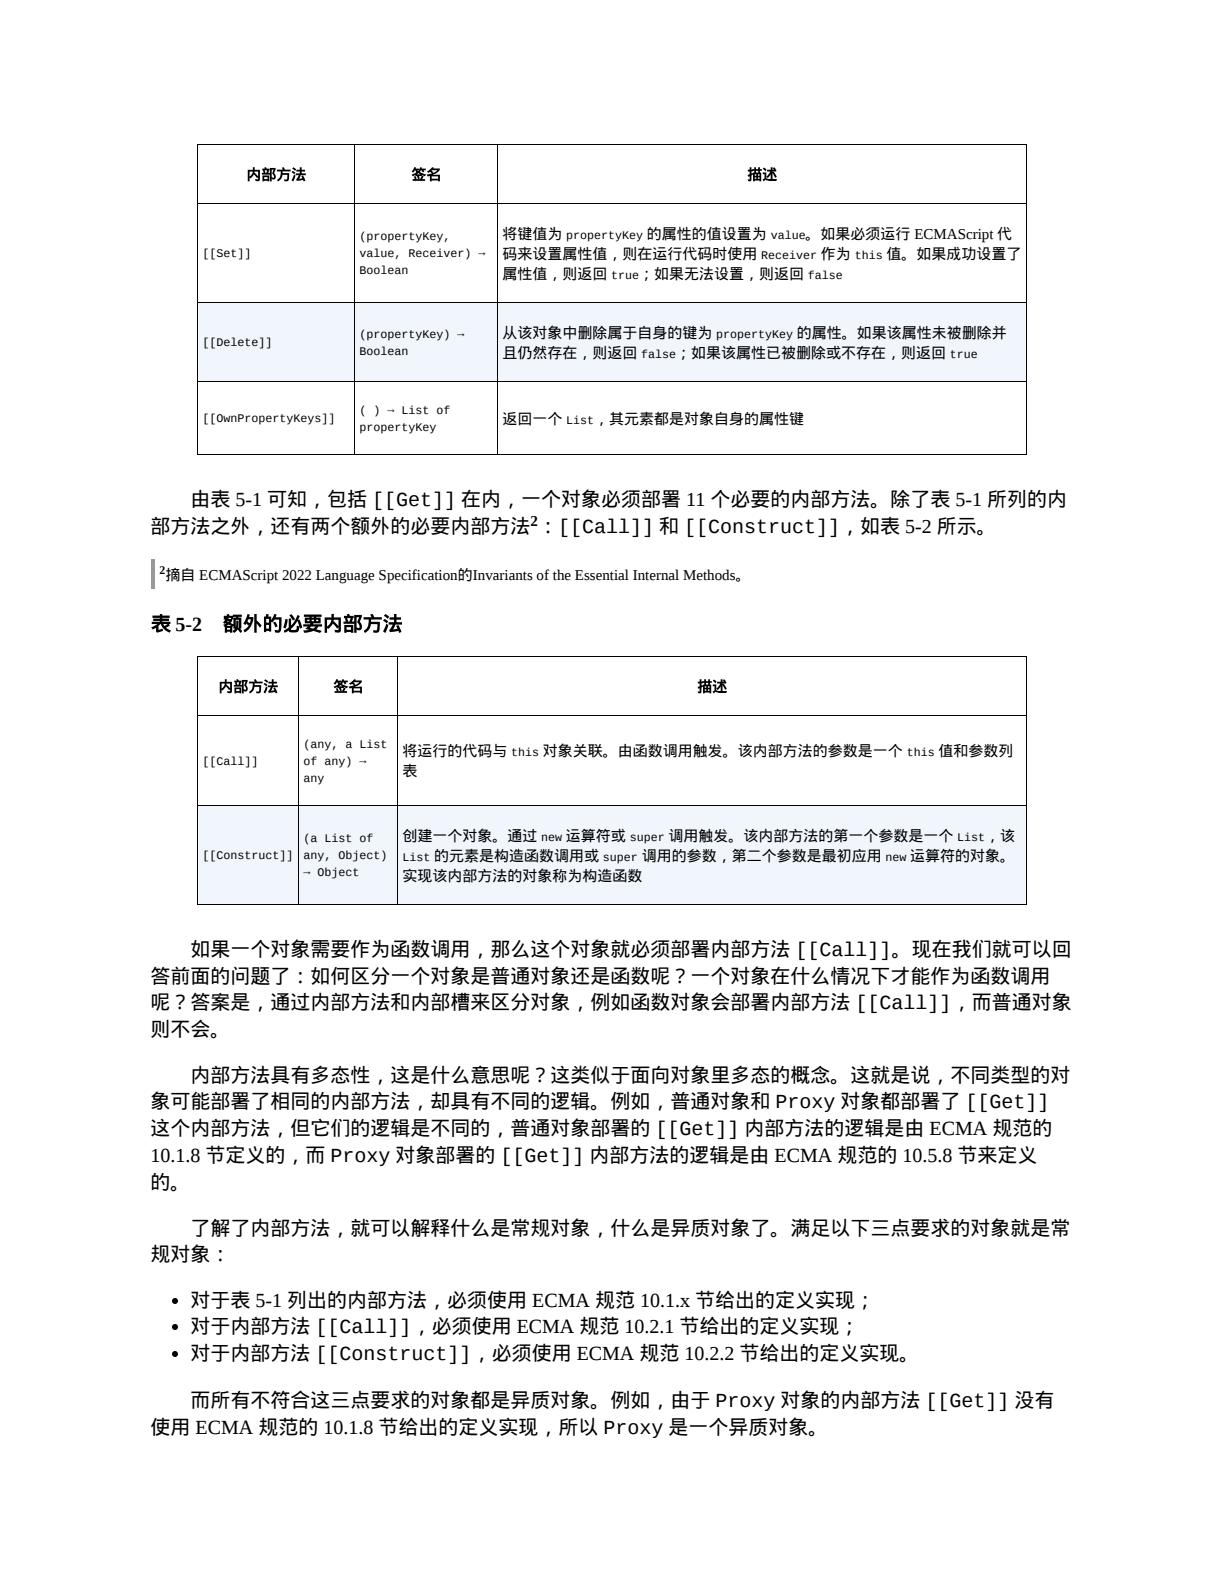 内部方法 签名 描述
[[Set]] (propertyKey, value, Receiver) → Boolean 将键值为 propertyKey 的属性的值设置为 value。如果必须运行 ECMAScript 代
码来设置属性值，则在运行代码时使用 Receiver 作为 this 值。如果成功设置了
属性值，则返回 true；如果无法设置，则返回 false
[[Delete]] (propertyKey) → Boolean 从该对象中删除属于自身的键为 propertyKey 的属性。如果该属性未被删除并
且仍然存在，则返回 false；如果该属性已被删除或不存在，则返回 true
[[OwnPropertyKeys]] ( ) → List of propertyKey 返回一个 List，其元素都是对象自身的属性键
由表 5-1 可知，包括 [[Get]] 在内，一个对象必须部署 11 个必要的内部方法。除了表 5-1 所列的内
部方法之外，还有两个额外的必要内部方法2：[[Call]] 和 [[Construct]]，如表 5-2 所示。
2摘自 ECMAScript 2022 Language Specification的Invariants of the Essential Internal Methods。
表 5-2　额外的必要内部方法
内部方法 签名 描述
[[Call]] (any, a List of any) → any 将运行的代码与 this 对象关联。由函数调用触发。该内部方法的参数是一个 this 值和参数列
表
[[Construct]] (a List of any, Object) → Object 创建一个对象。通过 new 运算符或 super 调用触发。该内部方法的第一个参数是一个 List，该
List 的元素是构造函数调用或 super 调用的参数，第二个参数是最初应用 new 运算符的对象。
实现该内部方法的对象称为构造函数
如果一个对象需要作为函数调用，那么这个对象就必须部署内部方法 [[Call]]。现在我们就可以回
答前面的问题了：如何区分一个对象是普通对象还是函数呢？一个对象在什么情况下才能作为函数调用
呢？答案是，通过内部方法和内部槽来区分对象，例如函数对象会部署内部方法 [[Call]]，而普通对象
则不会。
内部方法具有多态性，这是什么意思呢？这类似于面向对象里多态的概念。这就是说，不同类型的对
象可能部署了相同的内部方法，却具有不同的逻辑。例如，普通对象和 Proxy 对象都部署了 [[Get]]
这个内部方法，但它们的逻辑是不同的，普通对象部署的 [[Get]] 内部方法的逻辑是由 ECMA 规范的
10.1.8 节定义的，而 Proxy 对象部署的 [[Get]] 内部方法的逻辑是由 ECMA 规范的 10.5.8 节来定义
的。
了解了内部方法，就可以解释什么是常规对象，什么是异质对象了。满足以下三点要求的对象就是常
规对象：
• 对于表 5-1 列出的内部方法，必须使用 ECMA 规范 10.1.x 节给出的定义实现；
• 对于内部方法 [[Call]]，必须使用 ECMA 规范 10.2.1 节给出的定义实现；
• 对于内部方法 [[Construct]]，必须使用 ECMA 规范 10.2.2 节给出的定义实现。
而所有不符合这三点要求的对象都是异质对象。例如，由于 Proxy 对象的内部方法 [[Get]] 没有
使用 ECMA 规范的 10.1.8 节给出的定义实现，所以 Proxy 是一个异质对象。